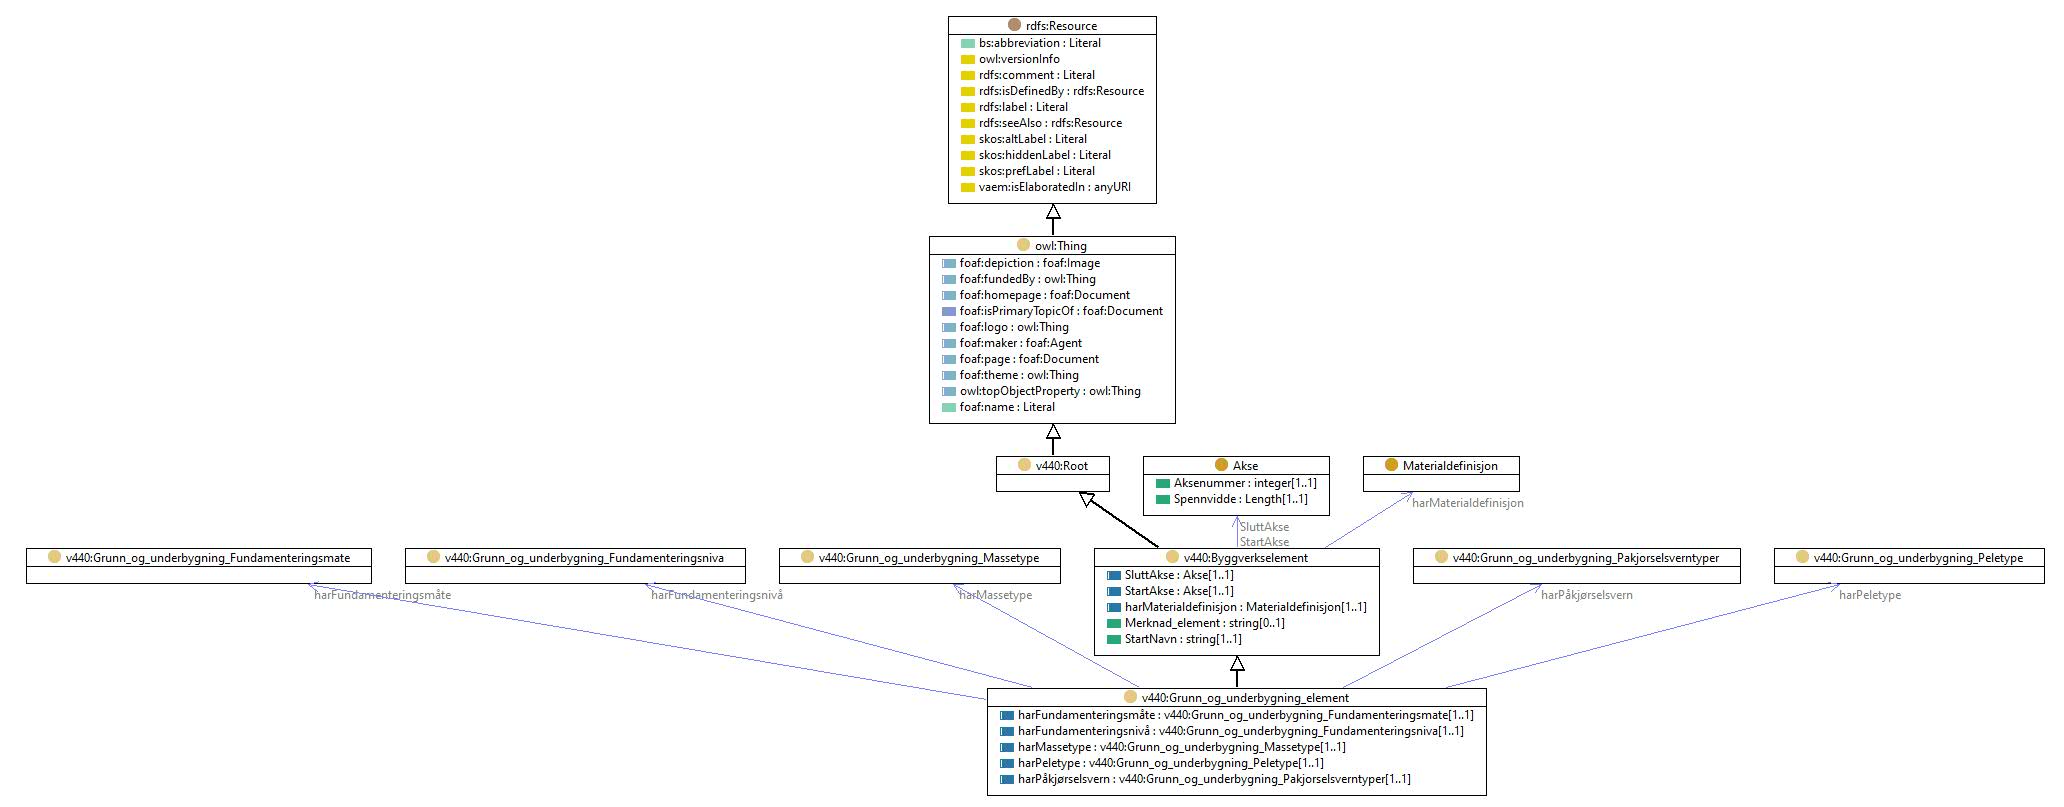 rdfs:Resource
bs:abbreviation : Literal
owl:versionInfo
rdfs:comment : Literal
rdfs:isDefinedBy : rdfs:Resource
rdfs:label : Literal
rdfs:seeAlso : rdfs:Resource
skos:altLabel : Literal
skos:hiddenLabel : Literal
skos:prefLabel : Literal
vaem:isElaboratedIn : anyURI
owl:Thing
foaf:depiction : foaf:Image
foaf:fundedBy : owl:Thing
foaf:homepage : foaf:Document
foaf:isPrimaryTopicOf : foaf:Document
foaf:logo : owl:Thing
foaf:maker : foaf:Agent
foaf:page : foaf:Document
foaf:theme : owl:Thing
owl:topObjectProperty : owl:Thing
foaf:name : Literal
v440:Root
Akse
Aksenummer : integer[1..1]
Spennvidde : Length[1..1]
Materialdefinisjon
harMaterialdefinisjon
SluttAkse
StartAkse
v440:Grunn_og_underbygning_Fundamenteringsmate
v440:Grunn_og_underbygning_Fundamenteringsniva
v440:Grunn_og_underbygning_Massetype
v440:Byggverkselement
SluttAkse : Akse[1..1]
StartAkse : Akse[1..1]
harMaterialdefinisjon : Materialdefinisjon[1..1]
Merknad_element : string[0..1]
StartNavn : string[1..1]
v440:Grunn_og_underbygning_Pakjorselsverntyper
v440:Grunn_og_underbygning_Peletype
harFundamenteringsmåte
harFundamenteringsnivå
harMassetype
harPåkjørselsvern
harPeletype
v440:Grunn_og_underbygning_element
harFundamenteringsmåte : v440:Grunn_og_underbygning_Fundamenteringsmate[1..1]
harFundamenteringsnivå : v440:Grunn_og_underbygning_Fundamenteringsniva[1..1]
harMassetype : v440:Grunn_og_underbygning_Massetype[1..1]
harPeletype : v440:Grunn_og_underbygning_Peletype[1..1]
harPåkjørselsvern : v440:Grunn_og_underbygning_Pakjorselsverntyper[1..1]